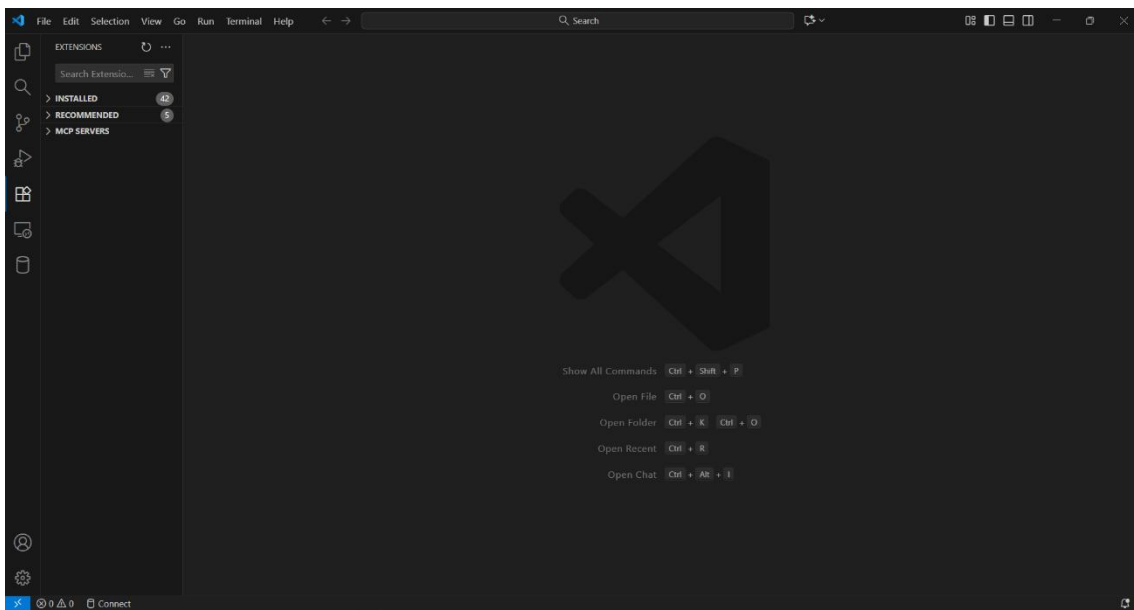 File Edit Selection View Go Run Terminal Help Search
EXTENSIONS
Search Extensio...
INSTALLED 42
RECOMMENDED 5
MCP SERVERS
Show All Commands Ctrl + Shift + P
Open File Ctrl + O
Open Folder Ctrl + K Ctrl + O
Open Recent Ctrl + R
Open Chat Ctrl + Alt + I
0 0 Connect